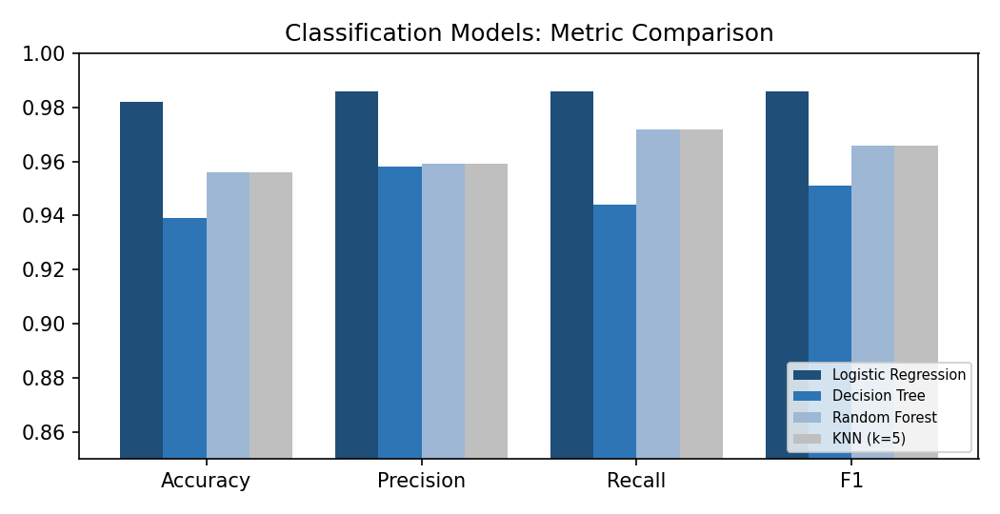 Classification Models: Metric Comparison
1.00
0.98
0.96
0.94
0.92
0.90
0.88
0.86
Accuracy Precision Recall F1
Logistic Regression
Decision Tree
Random Forest
KNN (k=5)